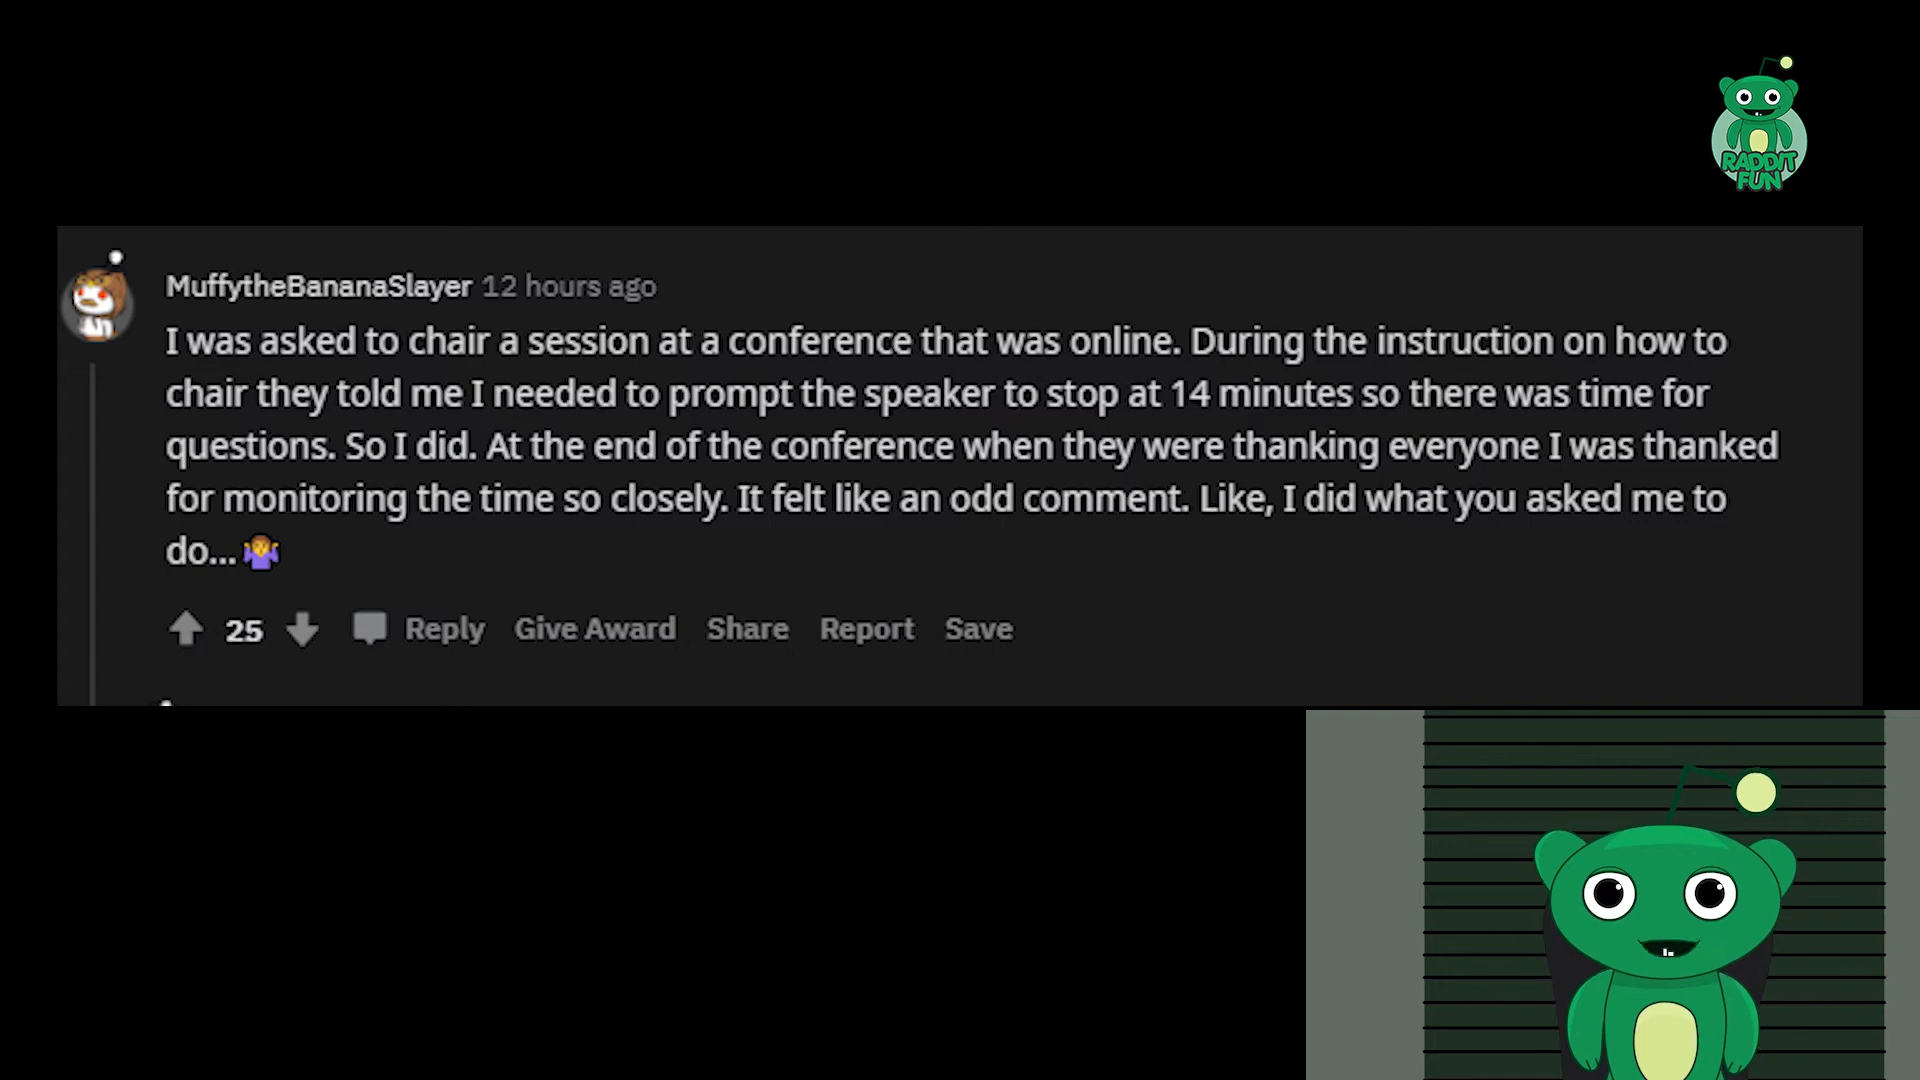 RADDIT
FUN
MuffytheBananaSlayer 12 hours ago
I was asked to chair a session at a conference that was online. During the instruction on how to
chair they told me I needed to prompt the speaker to stop at 14 minutes so there was time for
questions. So I did. At the end of the conference when they were thanking everyone I was thanked
for monitoring the time so closely. It felt like an odd comment. Like, I did what you asked me to
do...🤷‍♀️
25 Reply Give Award Share Report Save